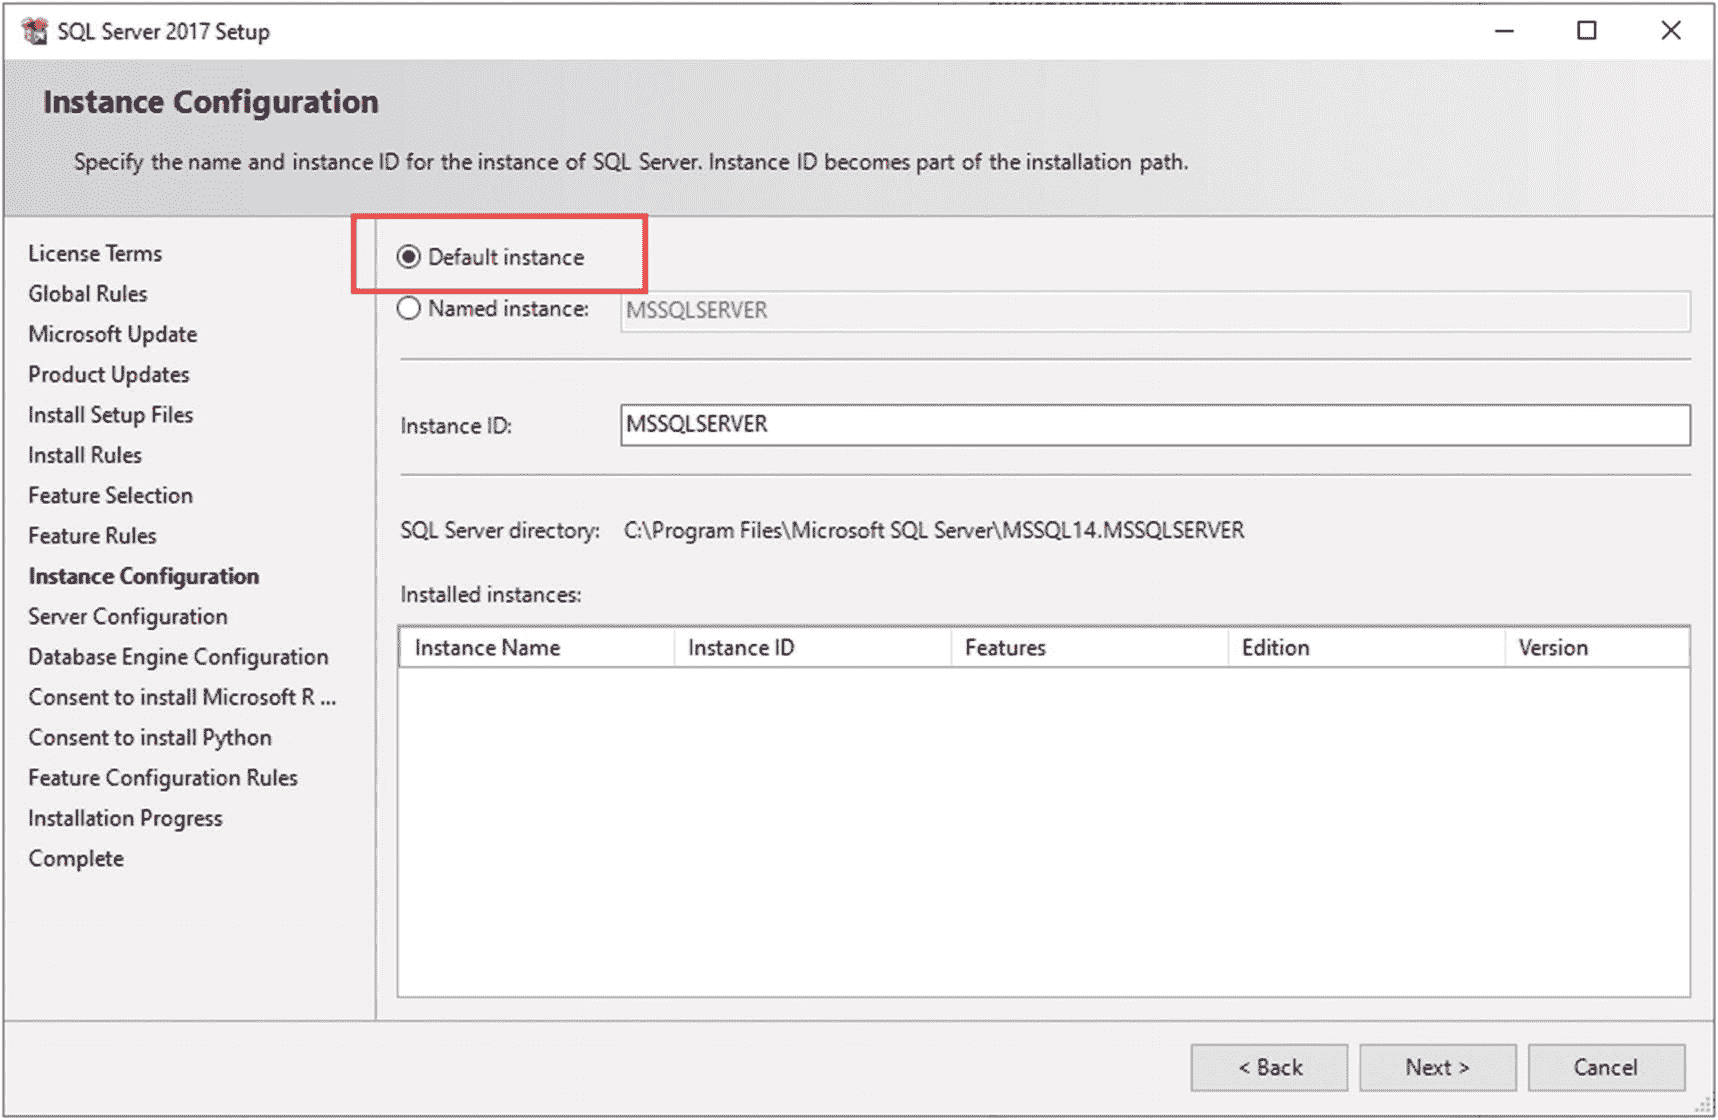 SQL Server 2017 Setup
Instance Configuration
Specify the name and instance ID for the instance of SQL Server. Instance ID becomes part of the installation path.
License Terms
Global Rules
Microsoft Update
Product Updates
Install Setup Files
Install Rules
Feature Selection
Feature Rules
Instance Configuration
Server Configuration
Database Engine Configuration
Consent to install Microsoft R ...
Consent to install Python
Feature Configuration Rules
Installation Progress
Complete
Default instance
Named instance: MSSQLSERVER
Instance ID: MSSQLSERVER
SQL Server directory: C:\Program Files\Microsoft SQL Server\MSSQL14.MSSQLSERVER
Installed instances:
Instance Name Instance ID Features Edition Version
< Back Next > Cancel